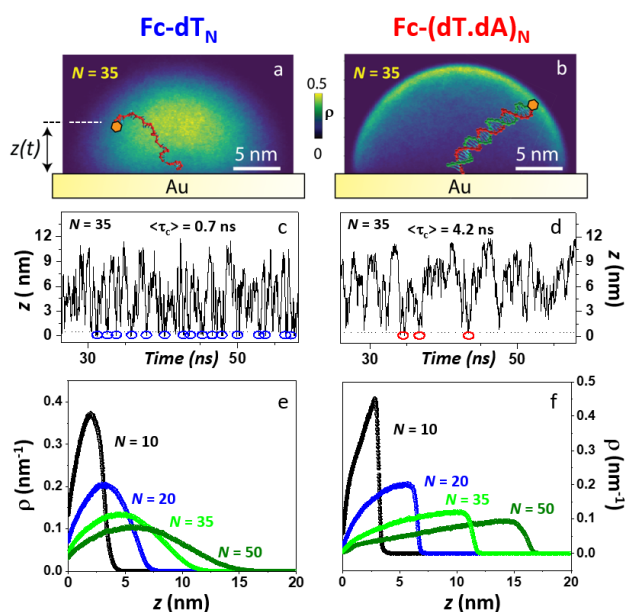 Fc-dT_N
Fc-(dT.dA)_N
N = 35
a
z(t)
5 nm
Au
0.5
ρ
0
N = 35
b
5 nm
Au
N = 35
<τc> = 0.7 ns
c
z ( nm)
12
9
6
3
0
30
50
Time (ns)
N = 35
<τc> = 4.2 ns
d
12
9
6
3
0
z (nm)
30
50
Time (ns)
e
ρ (nm⁻¹)
0.4
0.3
0.2
0.1
0.0
N = 10
N = 20
N = 35
N = 50
0
5
10
15
20
z (nm)
f
0.5
0.4
0.3
0.2
0.1
0.0
ρ (nm⁻¹)
N = 10
N = 20
N = 35
N = 50
0
5
10
15
20
z (nm)